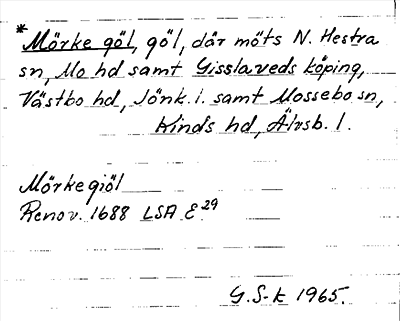 *Mörke göl, göl, där möts N. Hestra
sn, Mo hd samt Gisslaveds köping,
Västbo hd, Jönk. l. samt Mossebo sn,
Kinds hd, Älvsb. l.
Mörkegiöl
Renov. 1688 LSA E 29
G. S-k 1965.